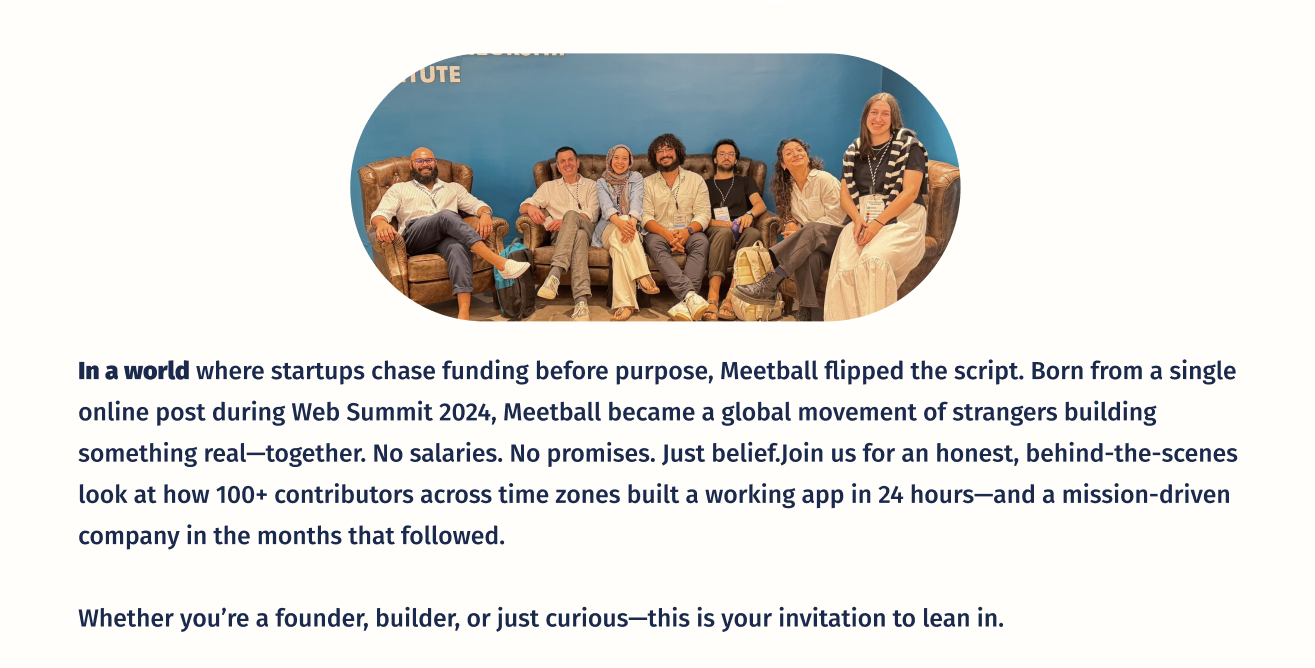 ITUTE
In a world where startups chase funding before purpose, Meetball flipped the script. Born from a single
online post during Web Summit 2024, Meetball became a global movement of strangers building
something real—together. No salaries. No promises. Just belief.Join us for an honest, behind-the-scenes
look at how 100+ contributors across time zones built a working app in 24 hours—and a mission-driven
company in the months that followed.
Whether you’re a founder, builder, or just curious—this is your invitation to lean in.